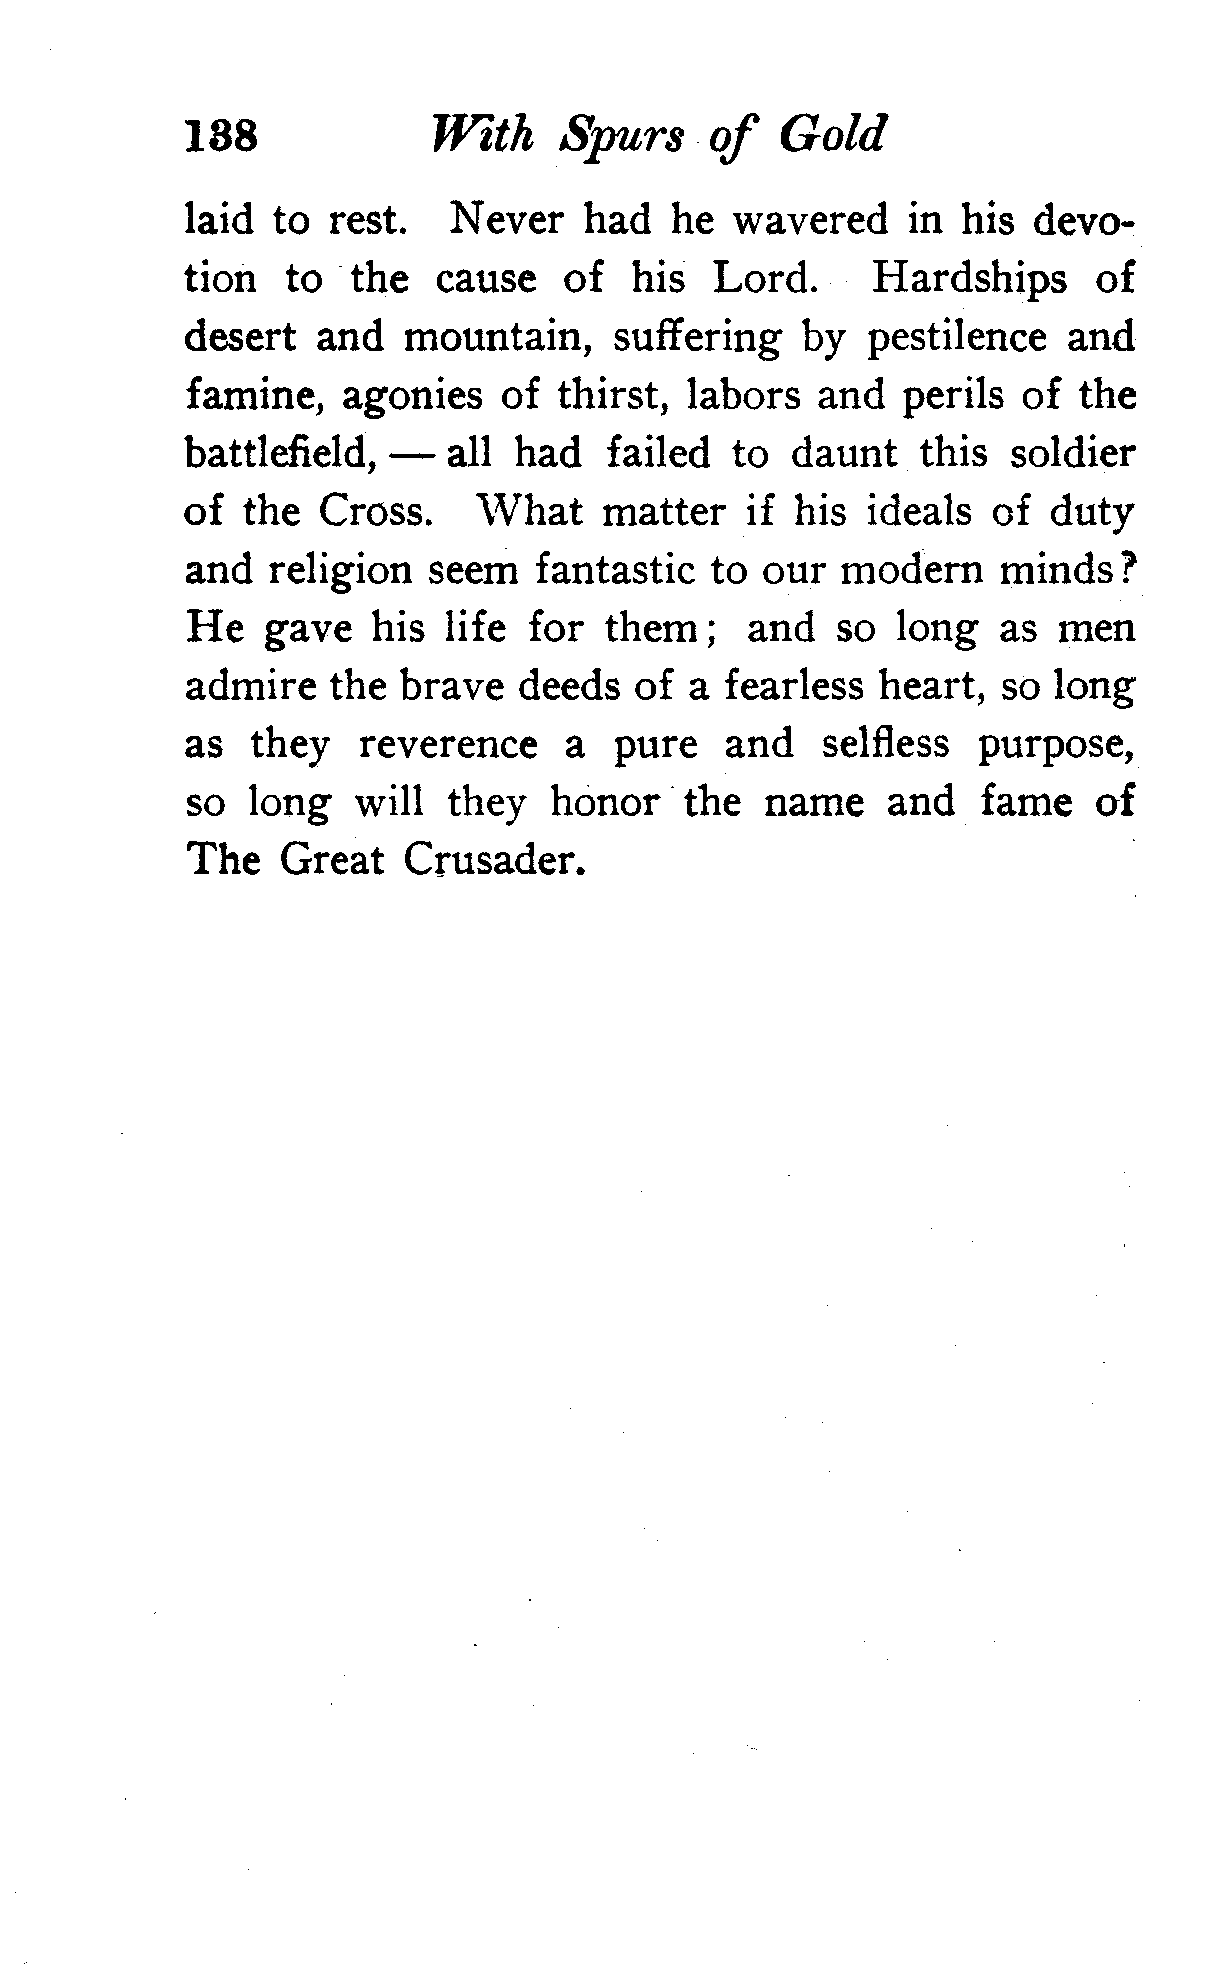 138 With Spurs of Gold
laid to rest. Never had he wavered in his devo-
tion to the cause of his Lord. Hardships of
desert and mountain, suffering by pestilence and
famine, agonies of thirst, labors and perils of the
battlefield, — all had failed to daunt this soldier
of the Cross. What matter if his ideals of duty
and religion seem fantastic to our modern minds?
He gave his life for them; and so long as men
admire the brave deeds of a fearless heart, so long
as they reverence a pure and selfless purpose,
so long will they honor the name and fame of
The Great Crusader.